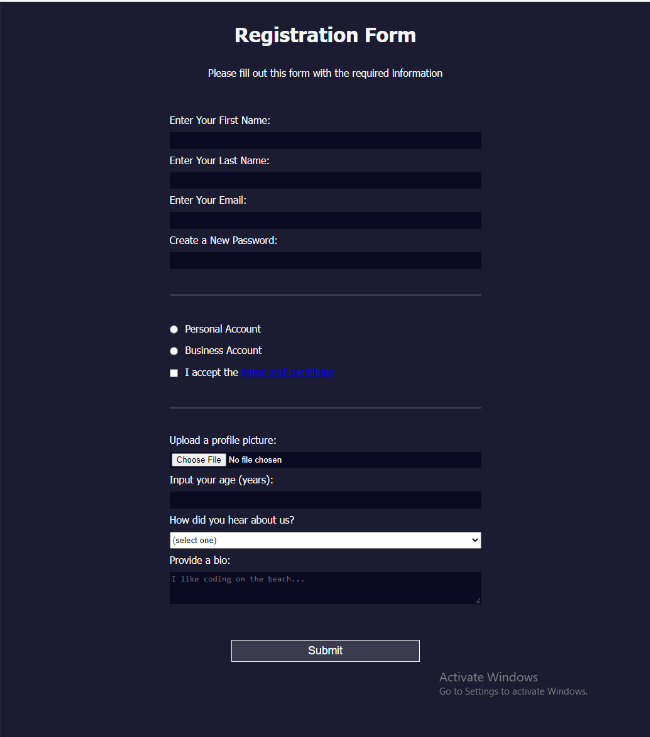 Registration Form
Please fill out this form with the required information
Enter Your First Name:
Enter Your Last Name:
Enter Your Email:
Create a New Password:
Personal Account
Business Account
I accept the terms and conditions
Upload a profile picture:
Choose File No file chosen
Input your age (years):
How did you hear about us?
(select one)
Provide a bio:
I like coding on the beach...
Submit
Activate Windows
Go to Settings to activate Windows.